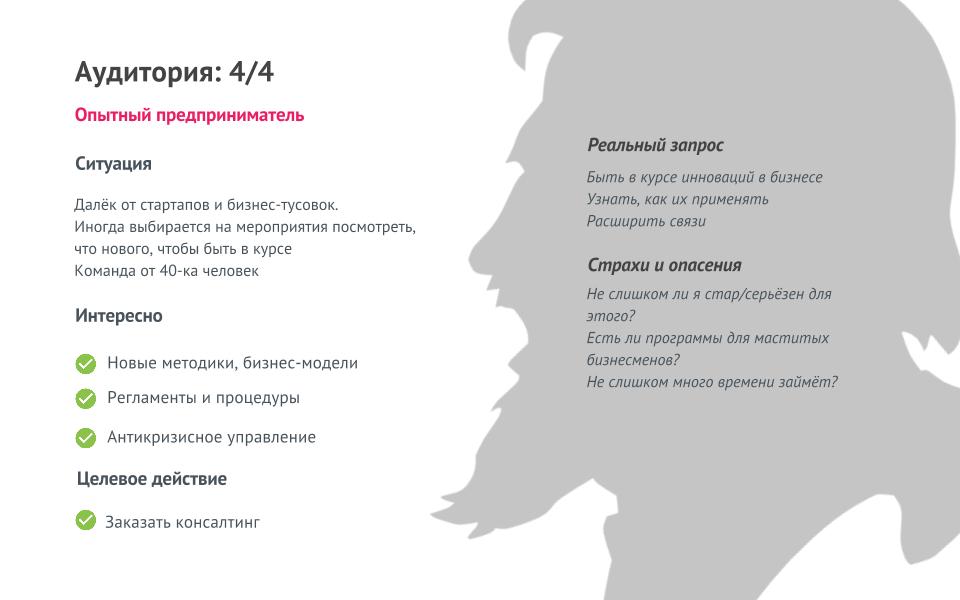 Аудитория: 4/4
Опытный предприниматель
Ситуация
Далёк от стартапов и бизнес-тусовок.
Иногда выбирается на мероприятия посмотреть,
что нового, чтобы быть в курсе
Команда от 40-ка человек
Интересно
Новые методики, бизнес-модели
Регламенты и процедуры
Антикризисное управление
Целевое действие
Заказать консалтинг
Реальный запрос
Быть в курсе инноваций в бизнесе
Узнать, как их применять
Расширить связи
Страхи и опасения
Не слишком ли я стар/серьёзен для
этого?
Есть ли программы для маститых
бизнесменов?
Не слишком много времени займёт?